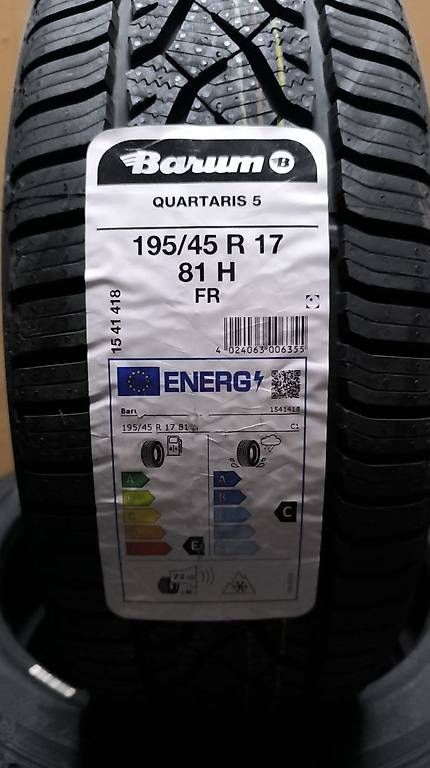 Barum B
QUARTARIS 5
195/45 R 17
81 H
FR
15 41 418
4 024063 006355
ENERG
1541418
195/45 R 17 81
C1
A
B
C
A
E
C
72